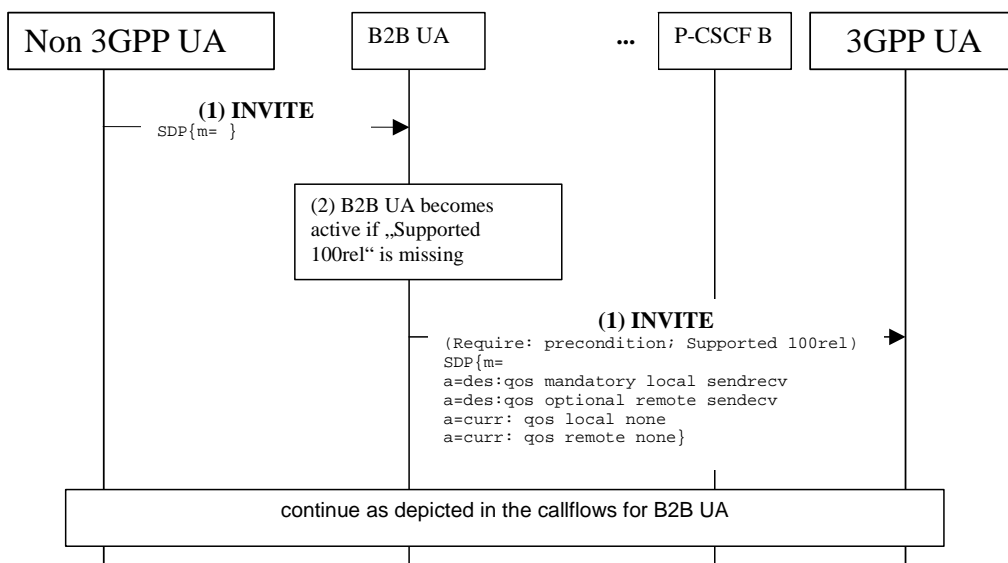 Non 3GPP UA
B2B UA
...
P-CSCF B
3GPP UA
(1) INVITE
SDP{m= }
(2) B2B UA becomes
active if „Supported
100rel“ is missing
(1) INVITE
(Require: precondition; Supported 100rel)
SDP{m=
a=des:qos mandatory local sendrecv
a=des:qos optional remote sendecv
a=curr: qos local none
a=curr: qos remote none}
continue as depicted in the callflows for B2B UA